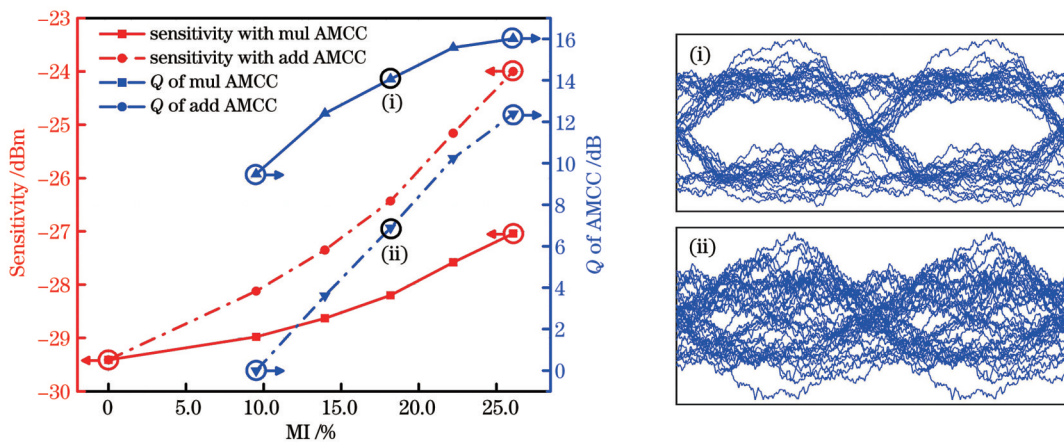 -23
-24
-25
-26
-27
-28
-29
-30
Sensitivity /dBm
sensitivity with mul AMCC
sensitivity with add AMCC
Q of mul AMCC
Q of add AMCC
(i)
(ii)
16
14
12
10
8
6
4
2
0
Q of AMCC /dB
0 5.0 10.0 15.0 20.0 25.0
MI /%
(i)
(ii)